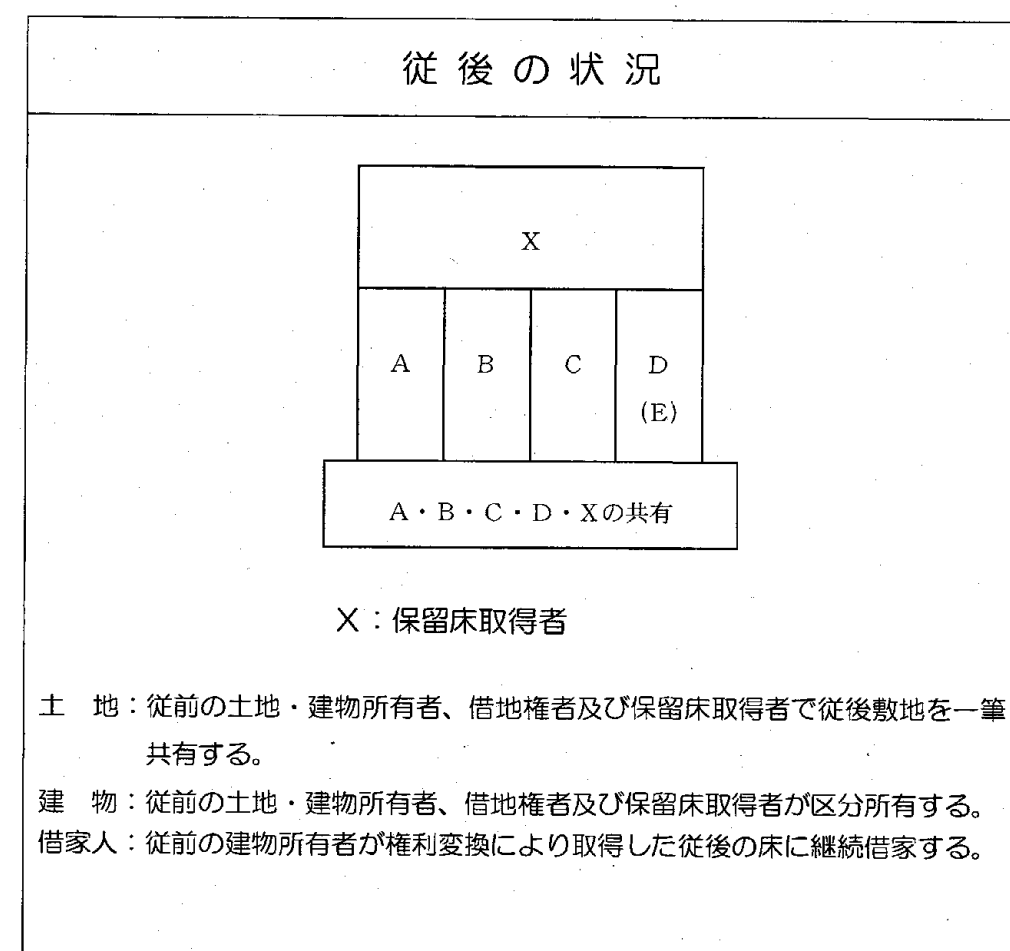 従後の状況
X
A B C D
(E)
A・B・C・D・Xの共有
X：保留床取得者
土　地：従前の土地・建物所有者、借地権者及び保留床取得者で従後敷地を一筆
共有する。
建　物：従前の土地・建物所有者、借地権者及び保留床取得者が区分所有する。
借家人：従前の建物所有者が権利変換により取得した従後の床に継続借家する。